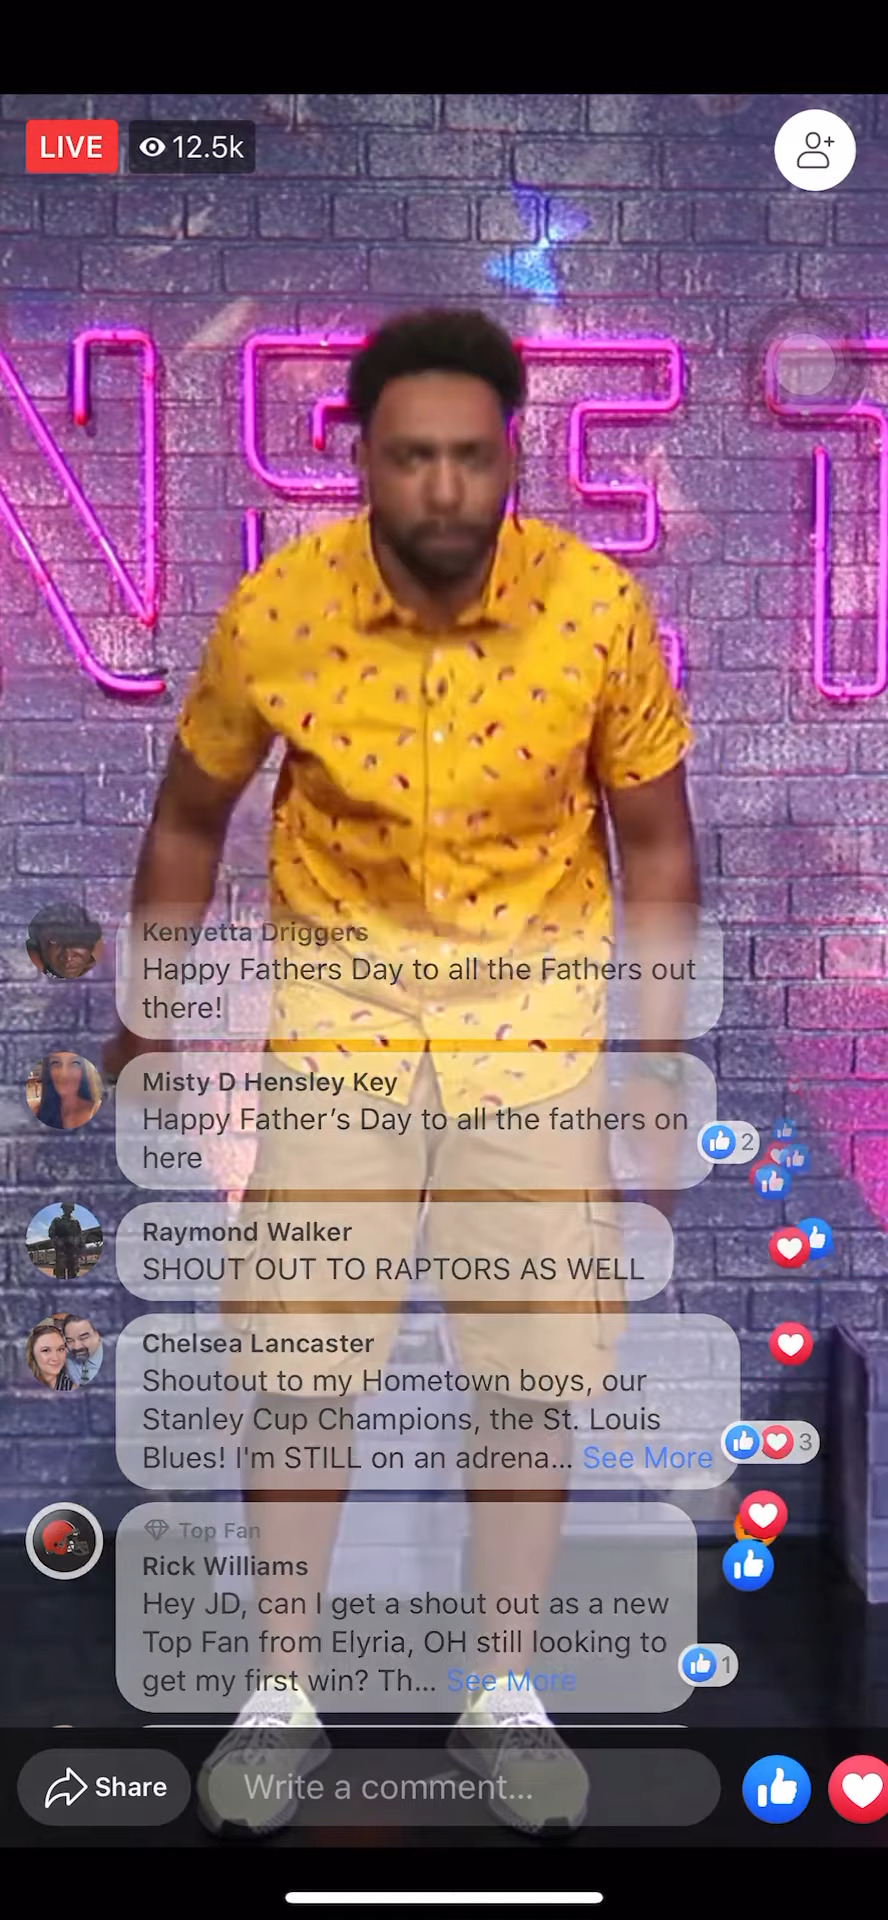 LIVE 12.5k
NSET
Kenyetta Driggers
Happy Fathers Day to all the Fathers out
there!
Misty D Hensley Key
Happy Father’s Day to all the fathers on
here
2
Raymond Walker
SHOUT OUT TO RAPTORS AS WELL
Chelsea Lancaster
Shoutout to my Hometown boys, our
Stanley Cup Champions, the St. Louis
Blues! I'm STILL on an adrena... See More
3
Top Fan
Rick Williams
Hey JD, can I get a shout out as a new
Top Fan from Elyria, OH still looking to
get my first win? Th... See More
1
Share
Write a comment...